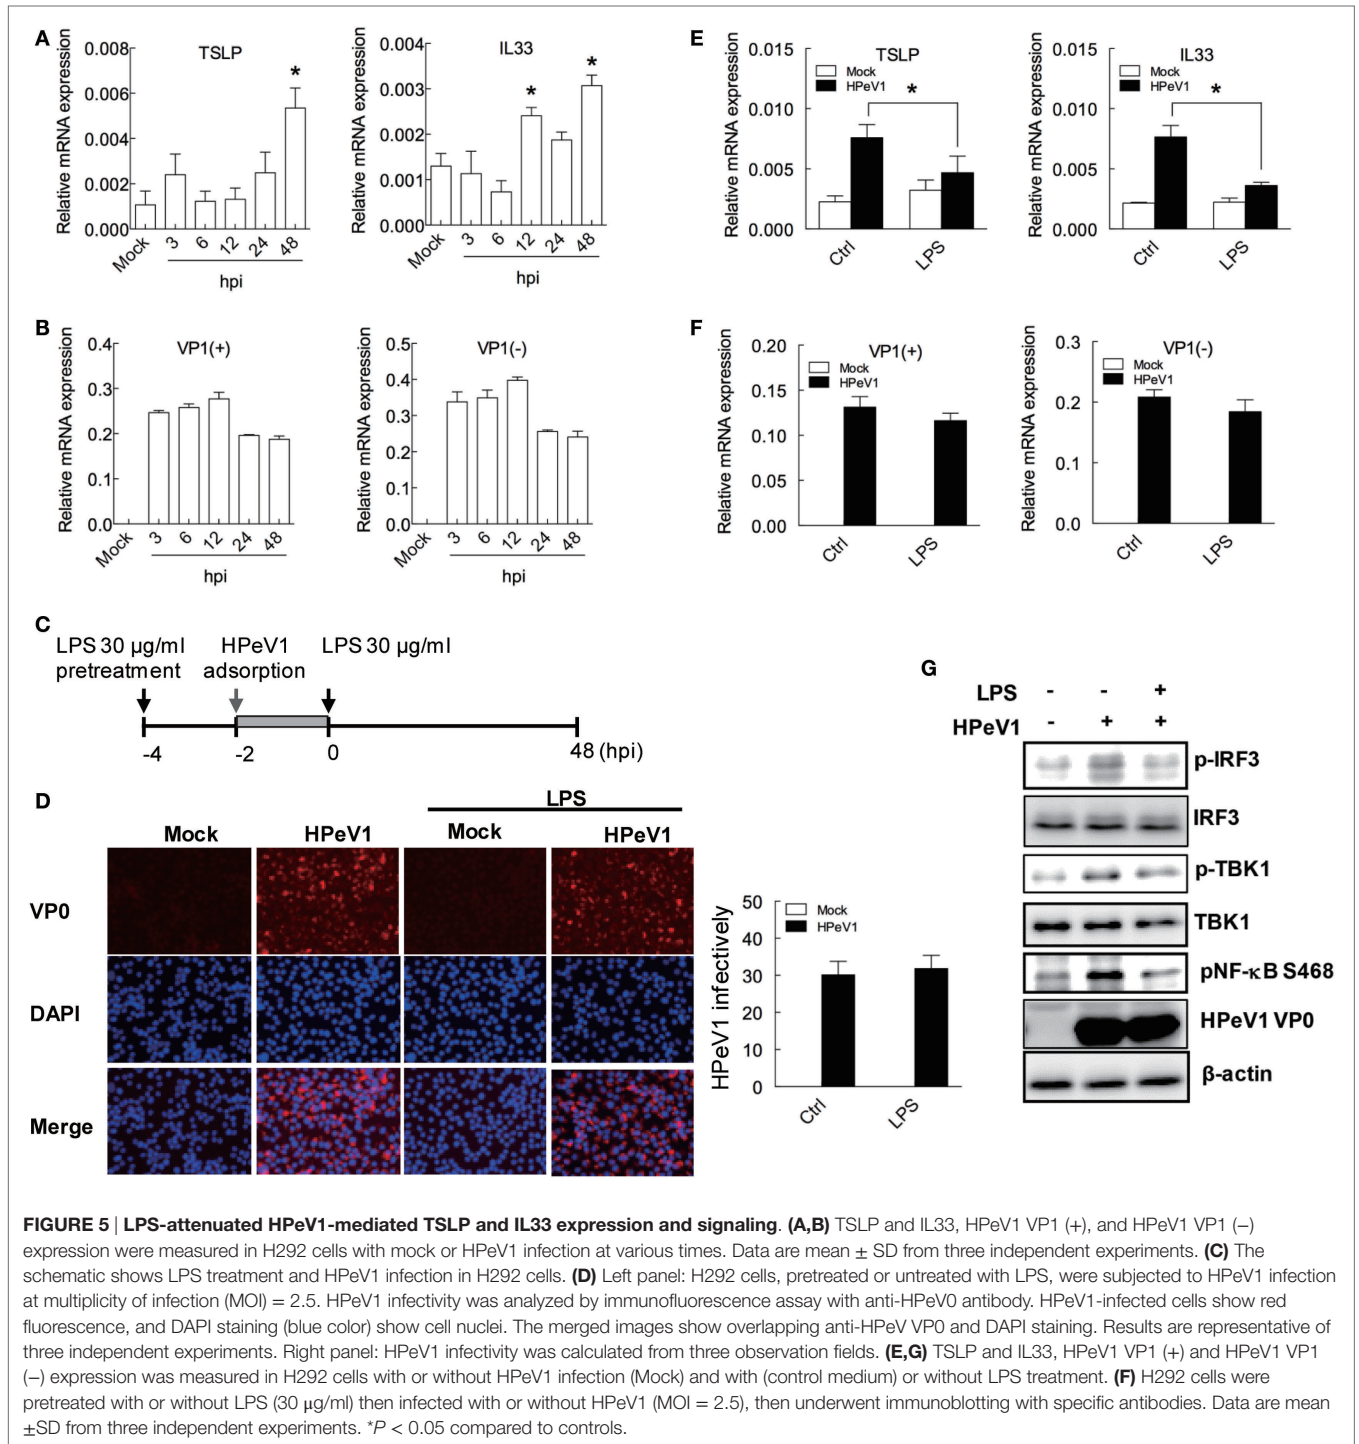 A
Relative mRNA expression
TSLP
0.008
0.006
0.004
0.002
0.000
*
Mock 3 6 12 24 48
hpi
Relative mRNA expression
IL33
0.004
0.003
0.002
0.001
0.000
* *
Mock 3 6 12 24 48
hpi
B
Relative mRNA expression
VP1(+)
0.4
0.3
0.2
0.1
0.0
Mock 3 6 12 24 48
hpi
Relative mRNA expression
VP1(-)
0.5
0.4
0.3
0.2
0.1
0.0
Mock 3 6 12 24 48
hpi
C
LPS 30 µg/ml HPeV1 LPS 30 µg/ml
pretreatment adsorption
-4 -2 0 48 (hpi)
D
LPS
Mock HPeV1 Mock HPeV1
VP0
DAPI
Merge
HPeV1 infectively
50
40
30
20
10
0
Mock
HPeV1
Ctrl LPS
E
Relative mRNA expression
TSLP
0.015
0.010
0.005
0.000
Mock
HPeV1
*
Ctrl LPS
Relative mRNA expression
IL33
0.015
0.010
0.005
0.000
Mock
HPeV1
*
Ctrl LPS
F
Relative mRNA expression
VP1(+)
0.20
0.15
0.10
0.05
0.00
Mock
HPeV1
Ctrl LPS
Relative mRNA expression
VP1(-)
0.3
0.2
0.1
0.0
Mock
HPeV1
Ctrl LPS
G
LPS - - +
HPeV1 - + +
p-IRF3
IRF3
p-TBK1
TBK1
pNF-κB S468
HPeV1 VP0
β-actin
FIGURE 5 | LPS-attenuated HPeV1-mediated TSLP and IL33 expression and signaling. (A,B) TSLP and IL33, HPeV1 VP1 (+), and HPeV1 VP1 (−)
expression were measured in H292 cells with mock or HPeV1 infection at various times. Data are mean ± SD from three independent experiments. (C) The
schematic shows LPS treatment and HPeV1 infection in H292 cells. (D) Left panel: H292 cells, pretreated or untreated with LPS, were subjected to HPeV1 infection
at multiplicity of infection (MOI) = 2.5. HPeV1 infectivity was analyzed by immunofluorescence assay with anti-HPeV0 antibody. HPeV1-infected cells show red
fluorescence, and DAPI staining (blue color) show cell nuclei. The merged images show overlapping anti-HPeV VP0 and DAPI staining. Results are representative of
three independent experiments. Right panel: HPeV1 infectivity was calculated from three observation fields. (E,G) TSLP and IL33, HPeV1 VP1 (+) and HPeV1 VP1
(−) expression was measured in H292 cells with or without HPeV1 infection (Mock) and with (control medium) or without LPS treatment. (F) H292 cells were
pretreated with or without LPS (30 µg/ml) then infected with or without HPeV1 (MOI = 2.5), then underwent immunoblotting with specific antibodies. Data are mean
±SD from three independent experiments. *P < 0.05 compared to controls.